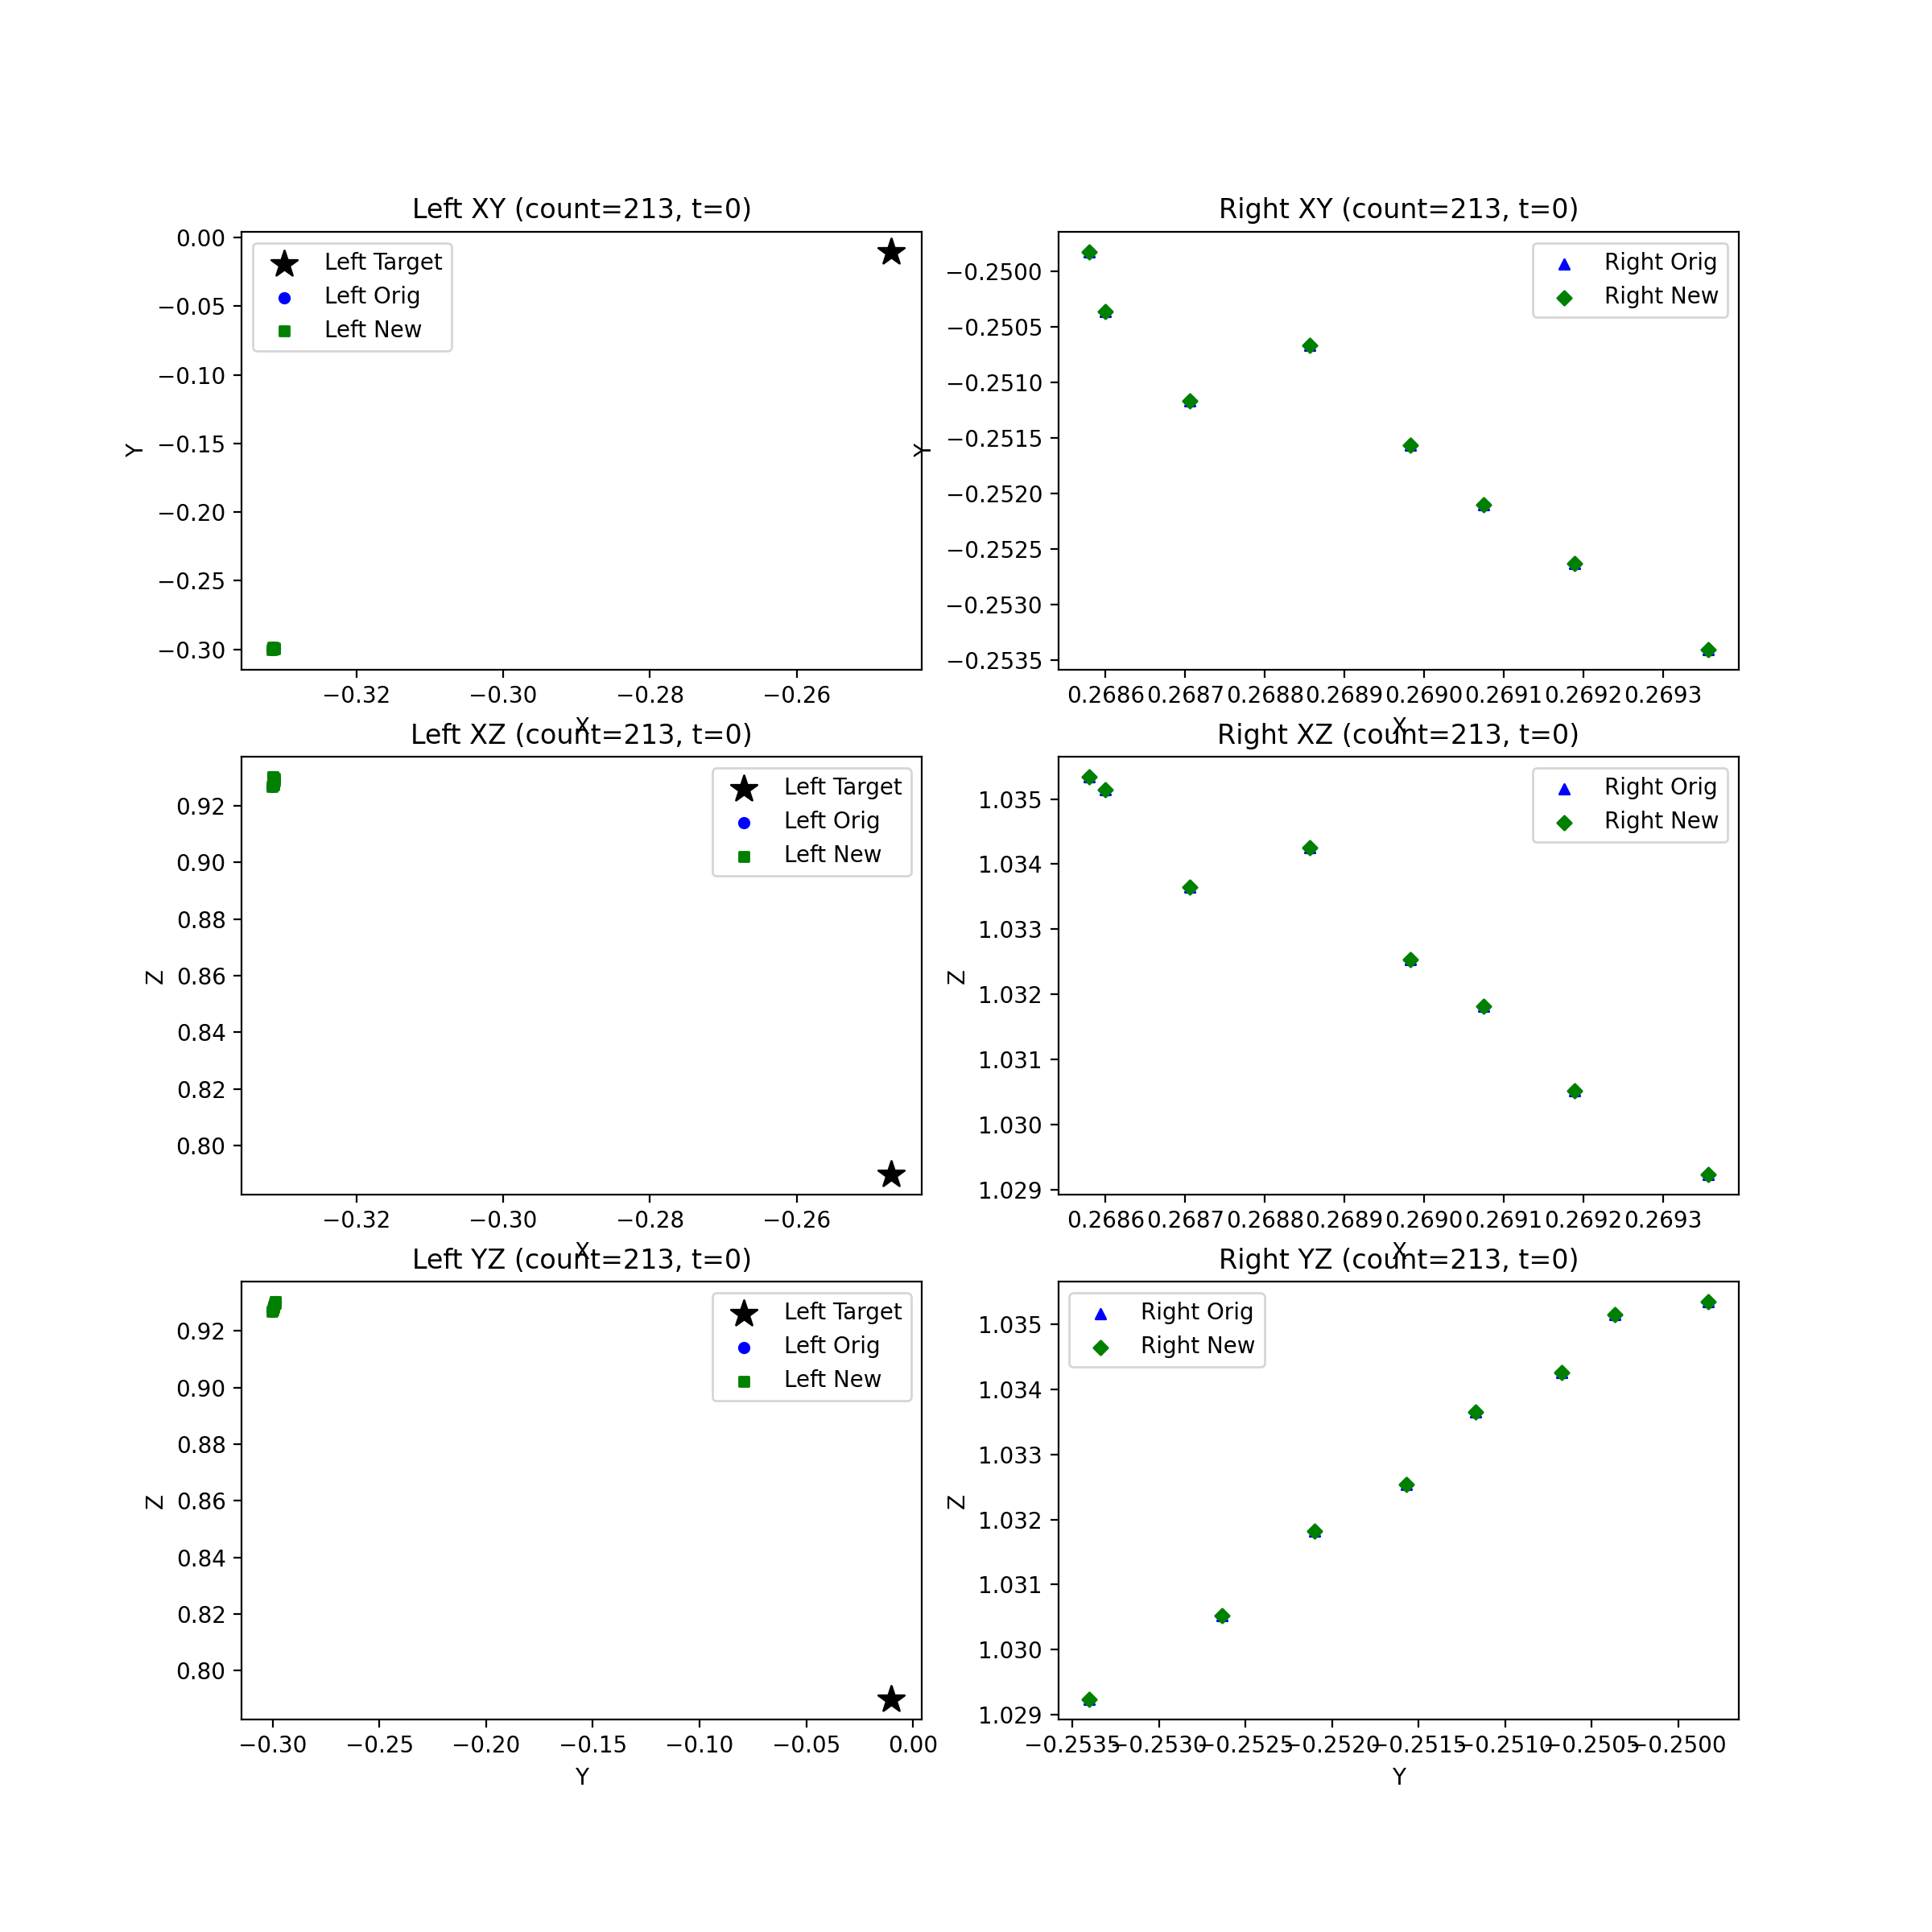 Left XY (count=213, t=0)
0.00
−0.05
−0.10
−0.15
−0.20
−0.25
−0.30
Y
Left Target
Left Orig
Left New
−0.32 −0.30 −0.28 −0.26
X
Right XY (count=213, t=0)
−0.2500
−0.2505
−0.2510
−0.2515
−0.2520
−0.2525
−0.2530
−0.2535
Y
Right Orig
Right New
0.2686 0.2687 0.2688 0.2689 0.2690 0.2691 0.2692 0.2693
X
Left XZ (count=213, t=0)
0.92
0.90
0.88
0.86
0.84
0.82
0.80
Z
Left Target
Left Orig
Left New
−0.32 −0.30 −0.28 −0.26
X
Right XZ (count=213, t=0)
1.035
1.034
1.033
1.032
1.031
1.030
1.029
Z
Right Orig
Right New
0.2686 0.2687 0.2688 0.2689 0.2690 0.2691 0.2692 0.2693
X
Left YZ (count=213, t=0)
0.92
0.90
0.88
0.86
0.84
0.82
0.80
Z
Left Target
Left Orig
Left New
−0.30 −0.25 −0.20 −0.15 −0.10 −0.05 0.00
Y
Right YZ (count=213, t=0)
1.035
1.034
1.033
1.032
1.031
1.030
1.029
Z
Right Orig
Right New
−0.2535 −0.2530 −0.2525 −0.2520 −0.2515 −0.2510 −0.2505 −0.2500
Y